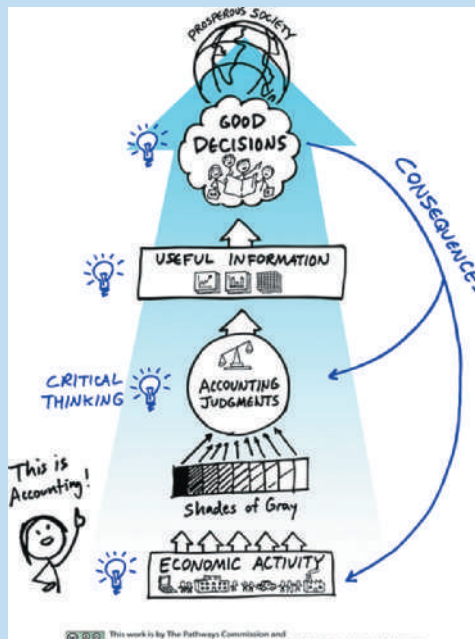 PROSPEROUS SOCIETY
GOOD
DECISIONS
CONSEQUENCES
USEFUL INFORMATION
CRITICAL
THINKING
ACCOUNTING
JUDGMENTS
Shades of Gray
This is
Accounting!
ECONOMIC ACTIVITY
This work is by The Pathways Commission and